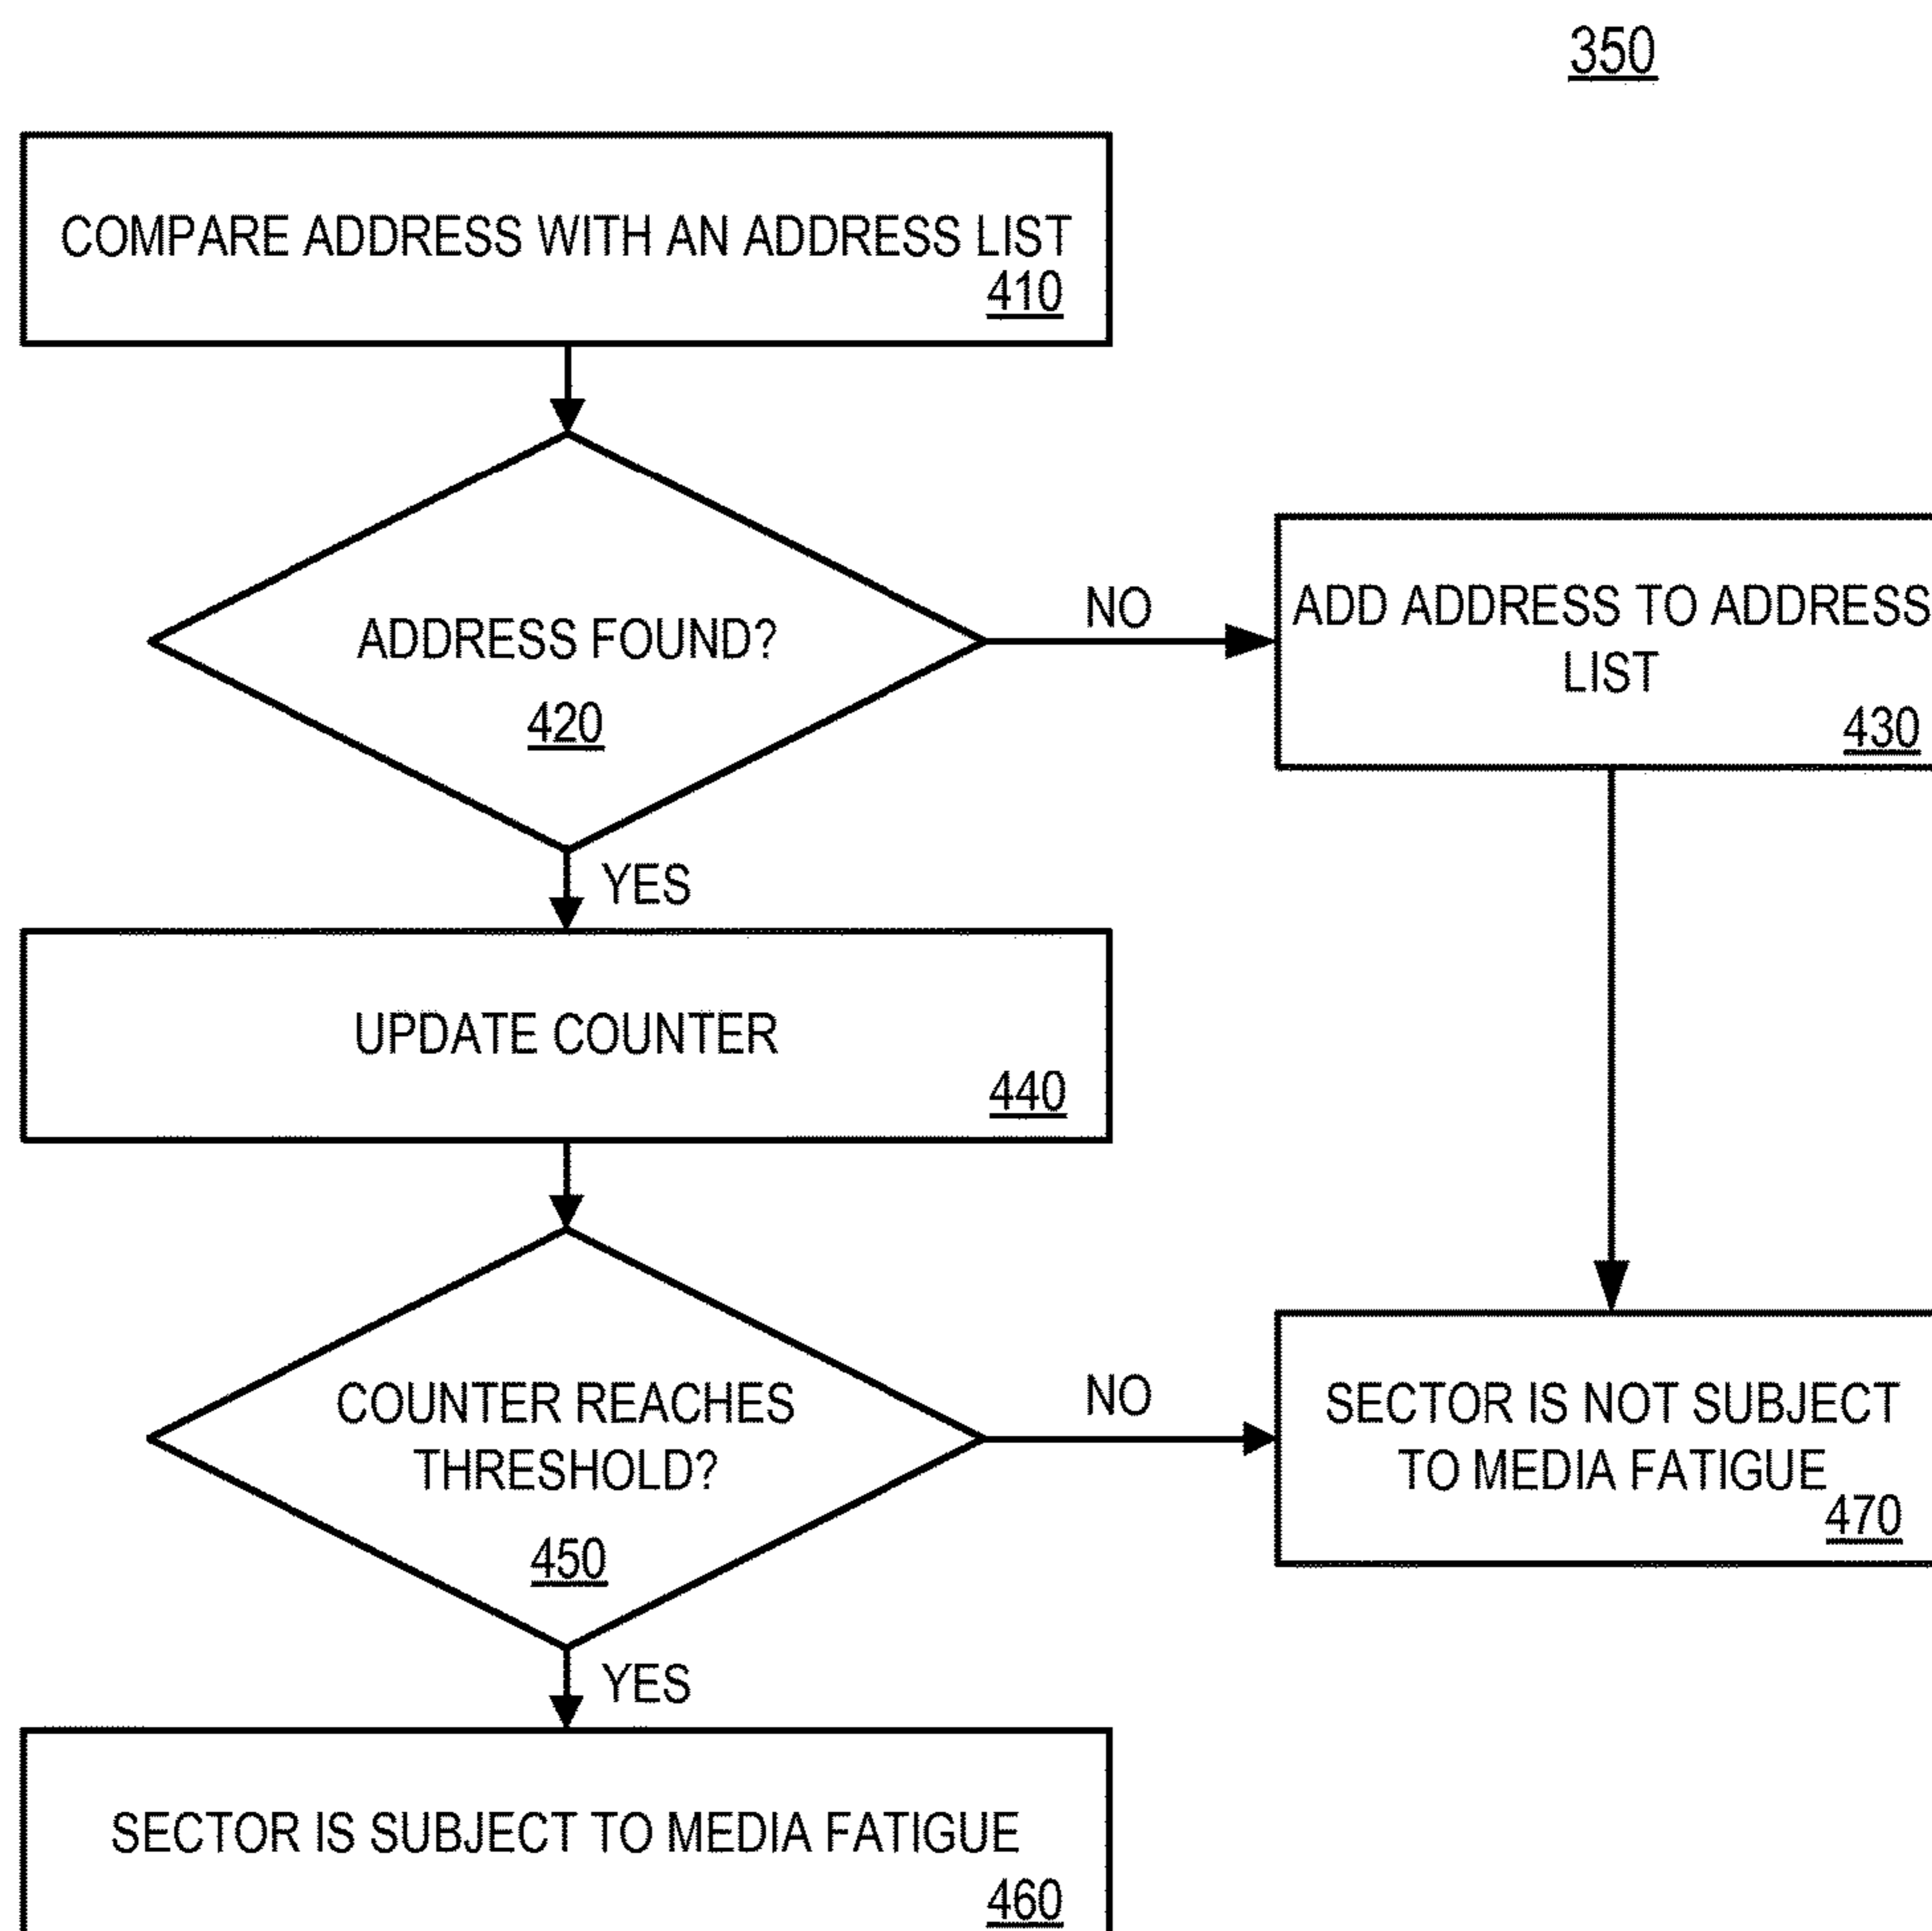 350
COMPARE ADDRESS WITH AN ADDRESS LIST
410
ADDRESS FOUND?
420
NO
ADD ADDRESS TO ADDRESS
LIST
430
YES
UPDATE COUNTER
440
COUNTER REACHES
THRESHOLD?
450
NO
SECTOR IS NOT SUBJECT
TO MEDIA FATIGUE
470
YES
SECTOR IS SUBJECT TO MEDIA FATIGUE
460